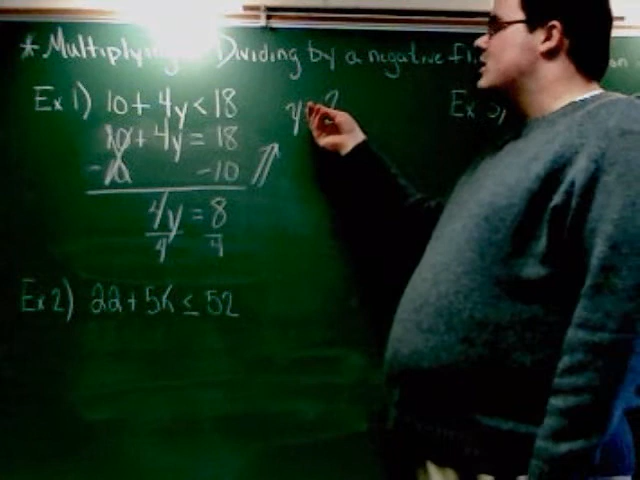 * Multiplying Dividing by a negative
Ex 1) 10 + 4y < 18
10 + 4y = 18
- 10 -10
4y = 8
4 4
y 2
Ex 2) 22 + 5k ≤ 52
Ex 3)